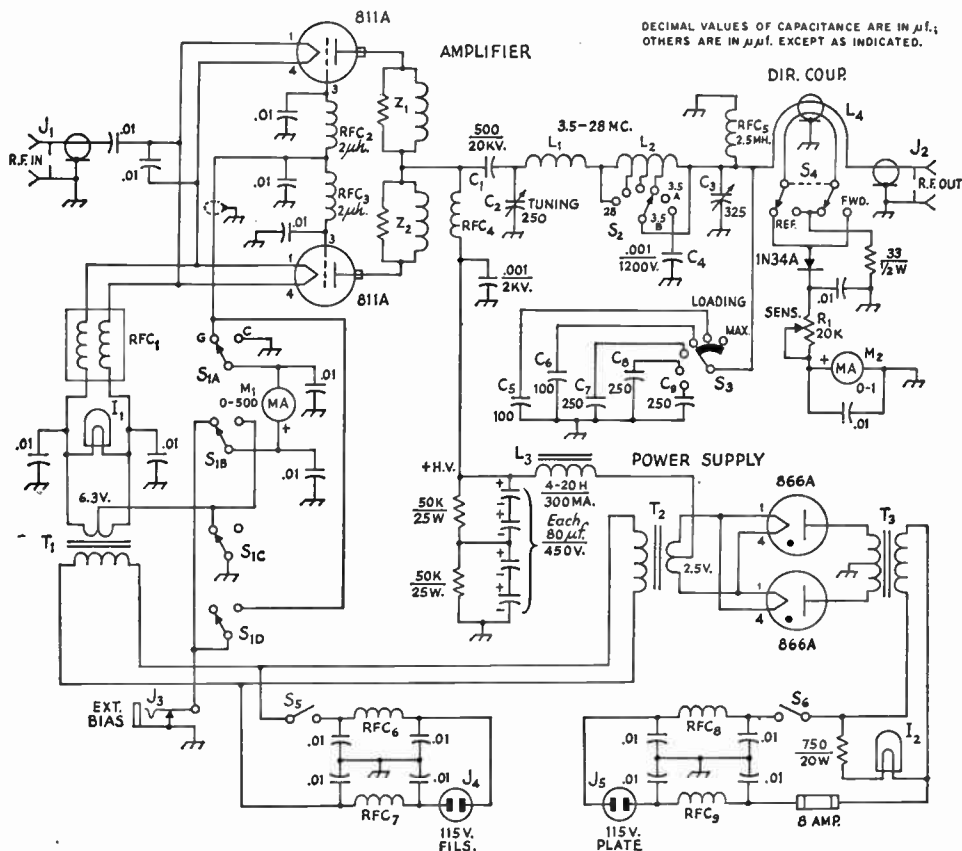 811A
AMPLIFIER
DECIMAL VALUES OF CAPACITANCE ARE IN μf.;
OTHERS ARE IN μμf. EXCEPT AS INDICATED.
DIR. COUP.
1
4
3
J1
R.F. IN
.01
.01
.01
RFC2
2μh.
Z1
500
20KV.
C1
3.5-28 MC.
L1
L2
RFC5
2.5MH.
L4
J2
R.F. OUT
S4
REF.
FWD.
.01
RFC3
2μh.
.01
3
Z2
RFC4
C2
TUNING
250
28
S2
3.5
A
3.5
B
C3
325
.001
1200V.
C4
1N34A
33
1/2 W
1
4
811A
.001
2KV.
.01
SENS.
R1
20K
M2
MA
0-1
.01
LOADING
MAX.
S3
C5
100
C6
100
C7
250
C8
250
C9
250
RFC1
I1
.01
.01
6.3V.
T1
G
C
S1A
M1
0-500
MA
+
.01
S1B
.01
S1C
S1D
+
+H.V.
L3
4-20H
300MA.
50K
25W
50K
25W.
+
-
+
-
+
-
+
-
Each
80μf.
450V.
POWER SUPPLY
T2
2.5V.
866A
1
4
1
4
866A
T3
EXT.
BIAS
J3
S5
RFC6
.01
.01
.01
.01
RFC7
J4
115V.
FILS.
J5
115V.
PLATE
RFC8
.01
.01
.01
.01
RFC9
S6
750
20W
I2
8 AMP.